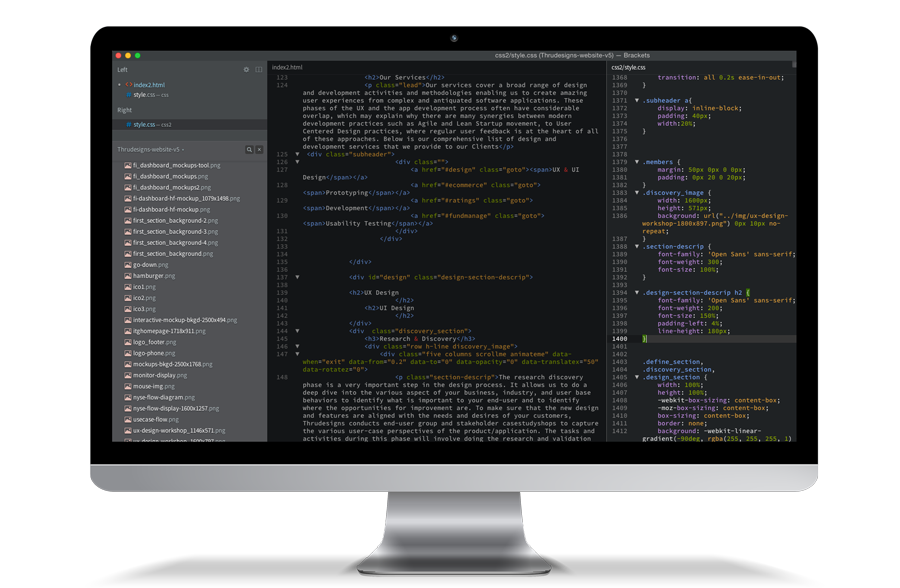 css2/style.css (Thrudesigns-website-v5) — Brackets
Left
index2.html
style.css — css
Right
style.css — css2
Thrudesigns-website-v5
fi_dashboard_mockups-tool.png
fi_dashboard_mockups.png
fi_dashboard_mockups2.png
fi-dashboard-hf-mockup_1079x1498.png
fi-dashboard-hf-mockup.png
first_section_background-2.png
first_section_background-3.png
first_section_background-4.png
first_section_background.png
go-down.png
hamburger.png
ico1.png
ico2.png
ico3.png
interactive-mockup-bkgd-2500x494.png
itghomepage-1718x911.png
logo_footer.png
logo-phone.png
mockups-bkgd-2500x1768.png
monitor-display.png
mouse-img.png
nyse-flow-diagram.png
nyse-flow-display-1600x1257.png
usecase-flow.png
ux-design-workshop_1146x571.png
ux-design-workshop_1600x797.png
index2.html
123 <h2>Our Services</h2>
124 <p class="lead">Our services cover a broad range of design
and development activities and methodologies enabling us to create amazing
user experiences from complex and antiquated software applications. These
phases of the UX and the app development process often have considerable
overlap, which may explain why there are many synergies between modern
development practices such as Agile and Lean Startup movement, to User
Centered Design practices, where regular user feedback is at the heart of all
of these approaches. Below is our comprehensive list of design and
development services that we provide to our Clients</p>
125 <div class="subheader">
126 <div class="">
127 <a href="#design" class="goto"><span>UX & UI
Design</span></a>
128 <a href="#ecommerce" class="goto">
<span>Prototyping</span></a>
129 <a href="#ratings" class="goto">
<span>Development</span></a>
130 <a href="#fundmanage" class="goto">
<span>Usability Testing</span></a>
131 </div>
132 </div>
133
134
135 </div>
136
137 <div id="design" class="design-section-descrip">
138
139 <h2>UX Design
140 </h2>
141 <h2>UI Design
142 </h2>
143 </div>
144 <div class="discovery_section">
145 <h3>Research & Discovery</h3>
146 <div class="row h-line discovery_image">
147 <div class="five columns scrollme animateme" data-
when="exit" data-from="0.2" data-to="0" data-opacity="0" data-translatex="50"
data-rotatez="0">
148 <p class="section-descrip">The research discovery
phase is a very important step in the design process. It allows us to do a
deep dive into the various aspect of your business, industry, and user base
behaviors to identify what is important to your end-user and to identify
where the opportunities for improvement are. To make sure that the new design
and features are aligned with the needs and desires of your customers,
Thrudesigns conducts end-user group and stakeholder casestudyshops to capture
the various user-case perspectives of the product/application. The tasks and
activities during this phase will involve doing the research and validation
css2/style.css
1368 transition: all 0.2s ease-in-out;
1369 }
1370
1371 .subheader a{
1372 display: inline-block;
1373 padding: 40px;
1374 width:20%;
1375 }
1376
1377
1378
1379 .members {
1380 margin: 50px 0px 0 0px;
1381 padding: 0px 20 0 20px;
1382 }
1383 .discovery_image {
1384 width: 1600px;
1385 height: 571px;
1386 background: url("../img/ux-design-
workshop-1800x897.png") 0px 10px no-
repeat;
1387 }
1388 .section-descrip {
1389 font-family: 'Open Sans' sans-serif;
1390 font-weight: 300;
1391 font-size: 100%;
1392 }
1393
1394 .design-section-descrip h2 {
1395 font-family: 'Open Sans' sans-serif;
1396 font-weight: 200;
1397 font-size: 150%;
1398 padding-left: 4%;
1399 line-height: 180px;
1400 }
1401
1402
1403 .define_section,
1404 .discovery_section,
1405 .design_section {
1406 width: 100%;
1407 height: 100%;
1408 -webkit-box-sizing: content-box;
1409 -moz-box-sizing: content-box;
1410 box-sizing: content-box;
1411 border: none;
1412 background: -webkit-linear-
gradient(-90deg, rgba(255, 255, 255, 1)